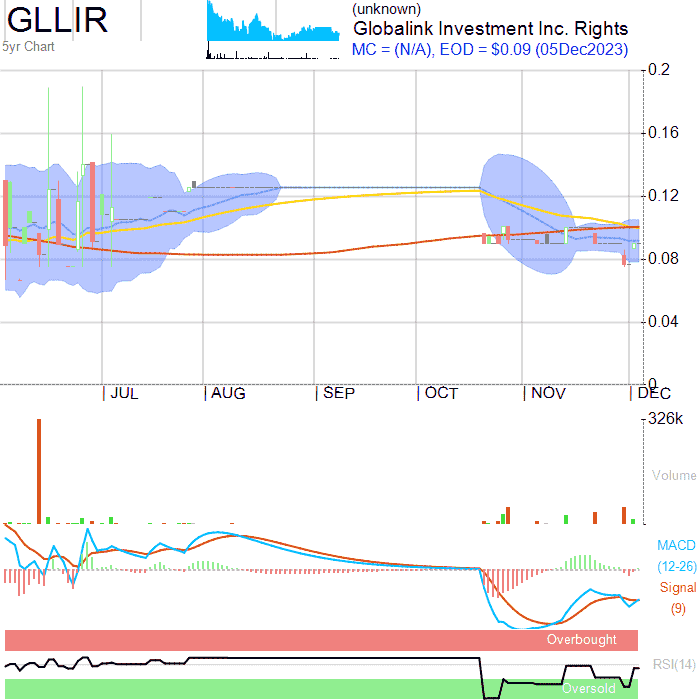 GLLIR
5yr Chart
(unknown)
Globalink Investment Inc. Rights
MC = (N/A), EOD = $0.09 (05Dec2023)
0.2
0.16
0.12
0.08
0.04
0
JUL AUG SEP OCT NOV DEC
326k
Volume
MACD
(12-26)
Signal
(9)
Overbought
RSI(14)
Oversold